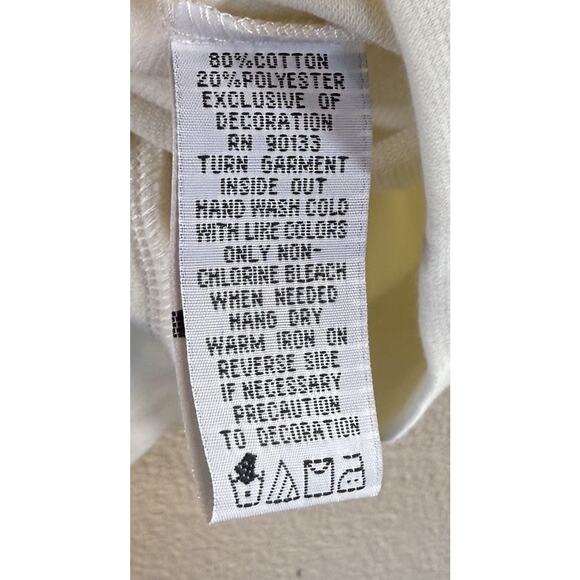 80%COTTON
20%POLYESTER
EXCLUSIVE OF
DECORATION
RN 90133
TURN GARMENT
INSIDE OUT
HAND WASH COLD
WITH LIKE COLORS
ONLY NON-
CHLORINE BLEACH
WHEN NEEDED
HANG DRY
WARM IRON ON
REVERSE SIDE
IF NECESSARY
PRECAUTION
TO DECORATION